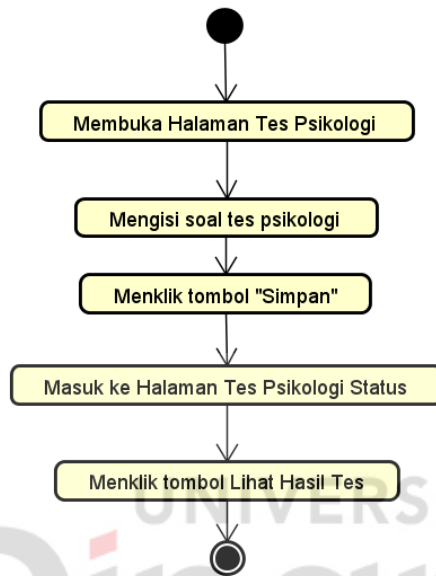 Membuka Halaman Tes Psikologi
Mengisi soal tes psikologi
Menklik tombol "Simpan"
Masuk ke Halaman Tes Psikologi Status
Menklik tombol Lihat Hasil Tes
UNIVERS